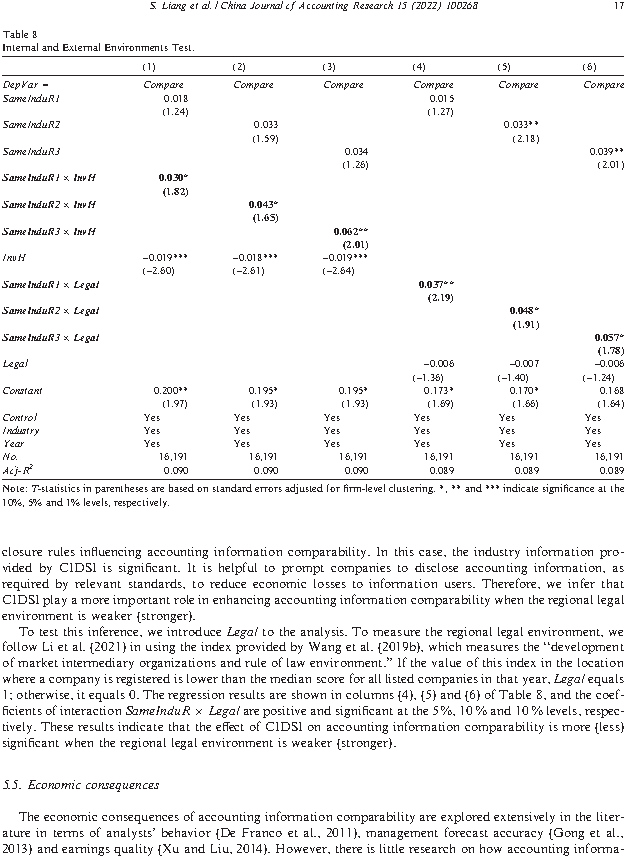 S. Liang et al. / China Journal of Accounting Research 15 (2022) 100268 17
Table 8
Internal and External Environments Test.
(1) (2) (3) (4) (5) (6)
DepVar = Compare Compare Compare Compare Compare Compare
SameInduR1 0.018 0.015
(1.24) (1.27)
SameInduR2 0.033 0.033**
(1.59) (2.18)
SameInduR3 0.034 0.039**
(1.26) (2.01)
SameInduR1 × InvH 0.030*
(1.82)
SameInduR2 × InvH 0.043*
(1.65)
SameInduR3 × InvH 0.062**
(2.01)
InvH −0.019*** −0.018*** −0.019***
(−2.60) (−2.61) (−2.64)
SameInduR1 × Legal 0.037**
(2.19)
SameInduR2 × Legal 0.048*
(1.91)
SameInduR3 × Legal 0.057*
(1.78)
Legal −0.006 −0.007 −0.006
(−1.36) (−1.40) (−1.24)
Constant 0.200** 0.195* 0.195* 0.173* 0.170* 0.168
(1.97) (1.93) (1.93) (1.69) (1.66) (1.64)
Control Yes Yes Yes Yes Yes Yes
Industry Yes Yes Yes Yes Yes Yes
Year Yes Yes Yes Yes Yes Yes
No. 16,191 16,191 16,191 16,191 16,191 16,191
Adj-R² 0.090 0.090 0.090 0.089 0.089 0.089
Note: T-statistics in parentheses are based on standard errors adjusted for firm-level clustering. *, ** and *** indicate significance at the
10%, 5% and 1% levels, respectively.
closure rules influencing accounting information comparability. In this case, the industry information pro-
vided by CIDSI is significant. It is helpful to prompt companies to disclose accounting information, as
required by relevant standards, to reduce economic losses to information users. Therefore, we infer that
CIDSI play a more important role in enhancing accounting information comparability when the regional legal
environment is weaker (stronger).
To test this inference, we introduce Legal to the analysis. To measure the regional legal environment, we
follow Li et al. (2021) in using the index provided by Wang et al. (2019b), which measures the “development
of market intermediary organizations and rule of law environment.” If the value of this index in the location
where a company is registered is lower than the median score for all listed companies in that year, Legal equals
1; otherwise, it equals 0. The regression results are shown in columns (4), (5) and (6) of Table 8, and the coef-
ficients of interaction SameInduR × Legal are positive and significant at the 5%, 10% and 10% levels, respec-
tively. These results indicate that the effect of CIDSI on accounting information comparability is more (less)
significant when the regional legal environment is weaker (stronger).
5.5. Economic consequences
The economic consequences of accounting information comparability are explored extensively in the liter-
ature in terms of analysts’ behavior (De Franco et al., 2011), management forecast accuracy (Gong et al.,
2013) and earnings quality (Xu and Liu, 2014). However, there is little research on how accounting informa-